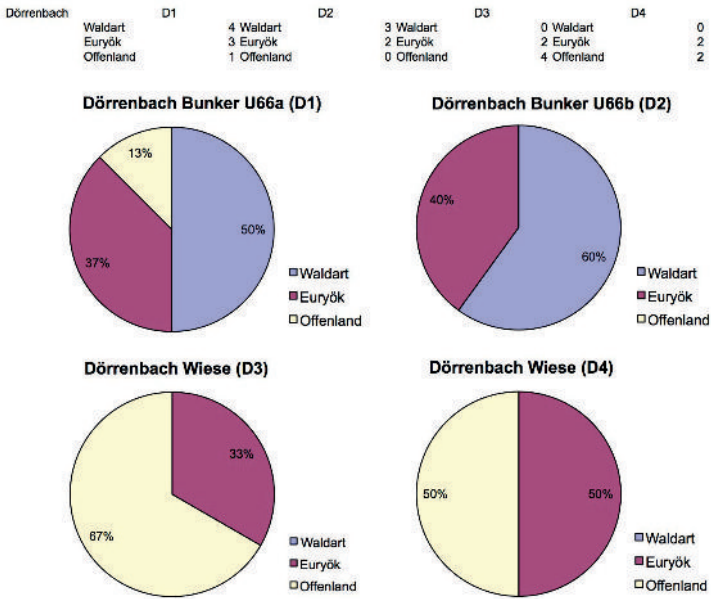 Dörrenbach D1 D2 D3 D4
Waldart 4 Waldart 3 Waldart 0 Waldart 0
Euryök 3 Euryök 2 Euryök 2 Euryök 2
Offenland 1 Offenland 0 Offenland 4 Offenland 2
Dörrenbach Bunker U66a (D1)
13%
50%
37%
Waldart
Euryök
Offenland
Dörrenbach Bunker U66b (D2)
40%
60%
Waldart
Euryök
Offenland
Dörrenbach Wiese (D3)
33%
67%
Waldart
Euryök
Offenland
Dörrenbach Wiese (D4)
50% 50%
Waldart
Euryök
Offenland